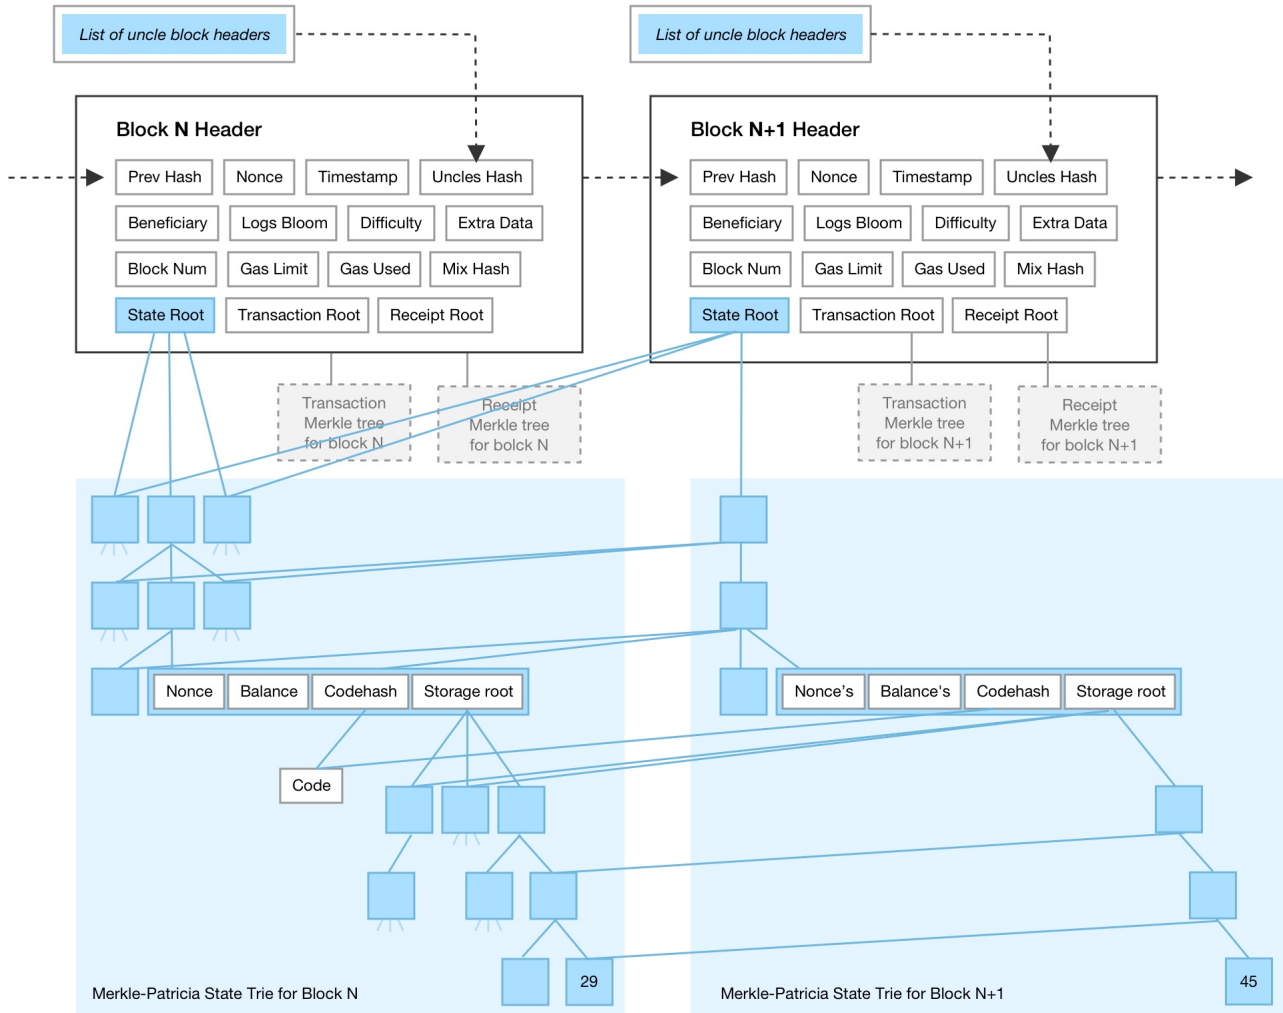 List of uncle block headers
List of uncle block headers
Block N Header
Prev Hash
Nonce
Timestamp
Uncles Hash
Beneficiary
Logs Bloom
Difficulty
Extra Data
Block Num
Gas Limit
Gas Used
Mix Hash
State Root
Transaction Root
Receipt Root
Block N+1 Header
Prev Hash
Nonce
Timestamp
Uncles Hash
Beneficiary
Logs Bloom
Difficulty
Extra Data
Block Num
Gas Limit
Gas Used
Mix Hash
State Root
Transaction Root
Receipt Root
Transaction
Merkle tree
for block N
Receipt
Merkle tree
for bolck N
Transaction
Merkle tree
for block N+1
Receipt
Merkle tree
for bolck N+1
Nonce
Balance
Codehash
Storage root
Code
29
Merkle-Patricia State Trie for Block N
Nonce's
Balance's
Codehash
Storage root
45
Merkle-Patricia State Trie for Block N+1